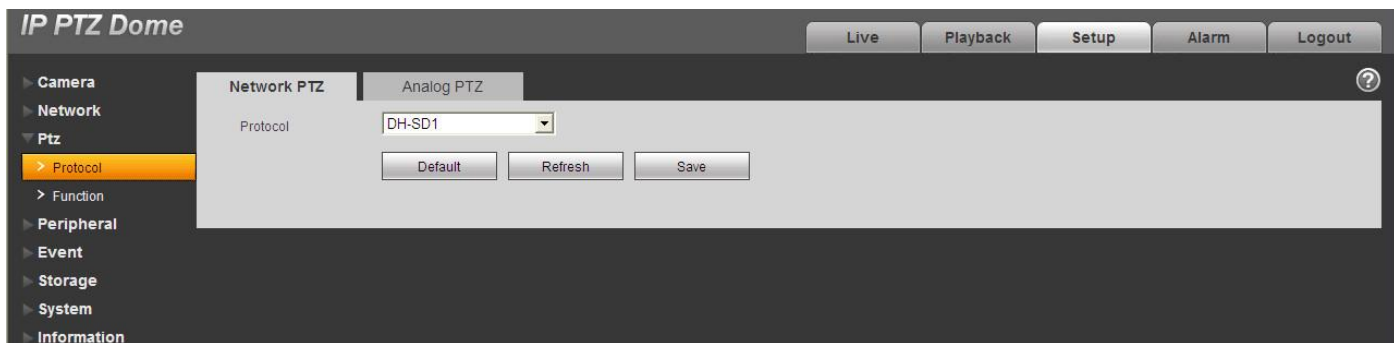 IP PTZ Dome
Live Playback Setup Alarm Logout
?
Camera
Network
Ptz
> Protocol
> Function
Peripheral
Event
Storage
System
Information
Network PTZ Analog PTZ
Protocol DH-SD1
Default Refresh Save